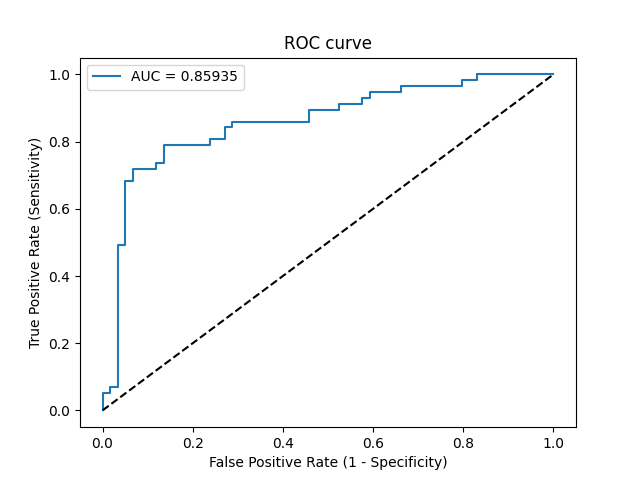 ROC curve
AUC = 0.85935
True Positive Rate (Sensitivity)
1.0
0.8
0.6
0.4
0.2
0.0
0.0 0.2 0.4 0.6 0.8 1.0
False Positive Rate (1 - Specificity)